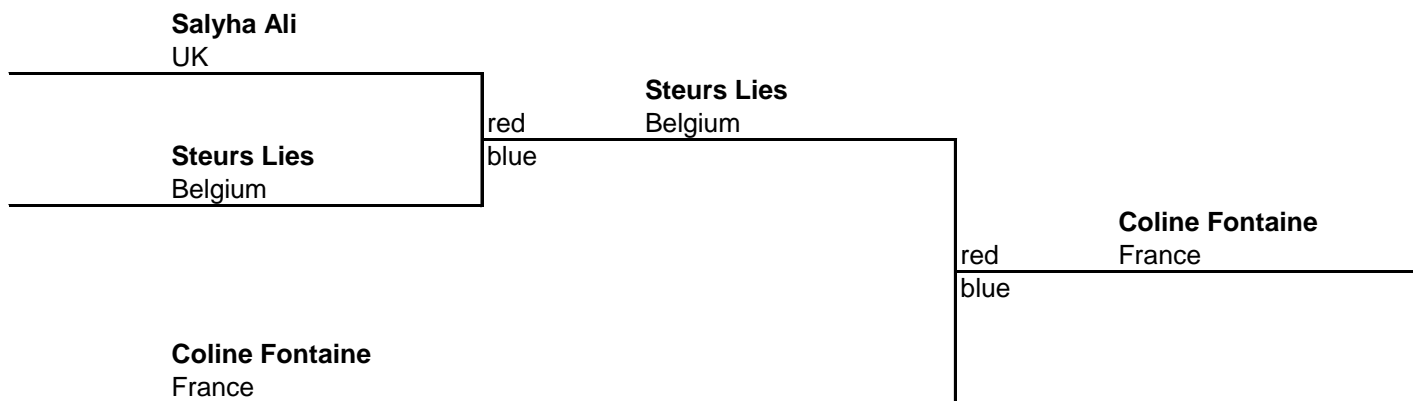 Salyha Ali
UK
Steurs Lies
red Belgium
Steurs Lies blue
Belgium
Coline Fontaine
red France
blue
Coline Fontaine
France